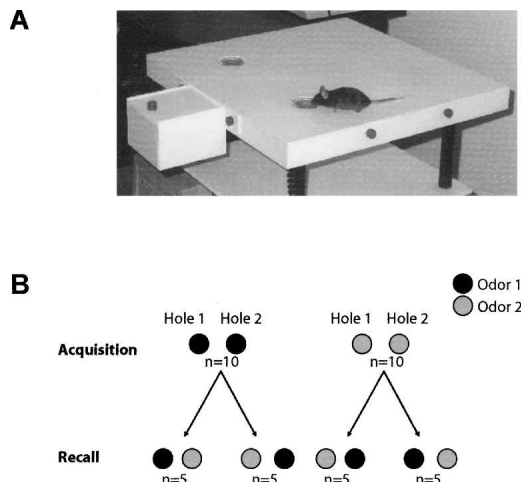 A
B
Odor 1
Odor 2
Hole 1 Hole 2 Hole 1 Hole 2
Acquisition
n=10 n=10
Recall
n=5 n=5 n=5 n=5